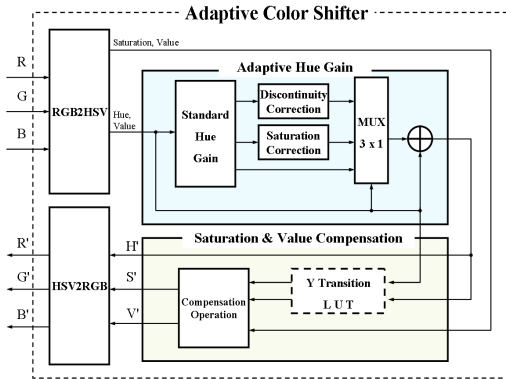 Adaptive Color Shifter
Saturation, Value
R
G
B
RGB2HSV
Hue,
Value
Adaptive Hue Gain
Standard
Hue
Gain
Discontinuity
Correction
Saturation
Correction
MUX
3 x 1
Saturation & Value Compensation
R'
G'
B'
HSV2RGB
H'
S'
V'
Compensation
Operation
Y Transition
L U T